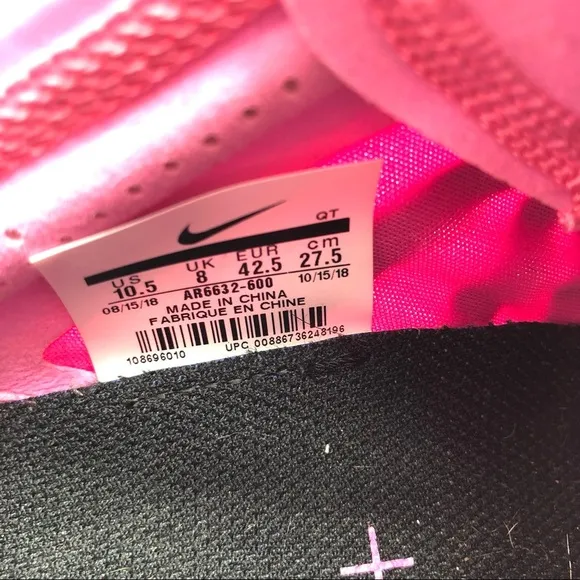 QT
US UK EUR cm
10.5 8 42.5 27.5
08/15/18 AR6632-600 10/15/18
MADE IN CHINA
FABRIQUE EN CHINE
108696010 UPC 00886736248196